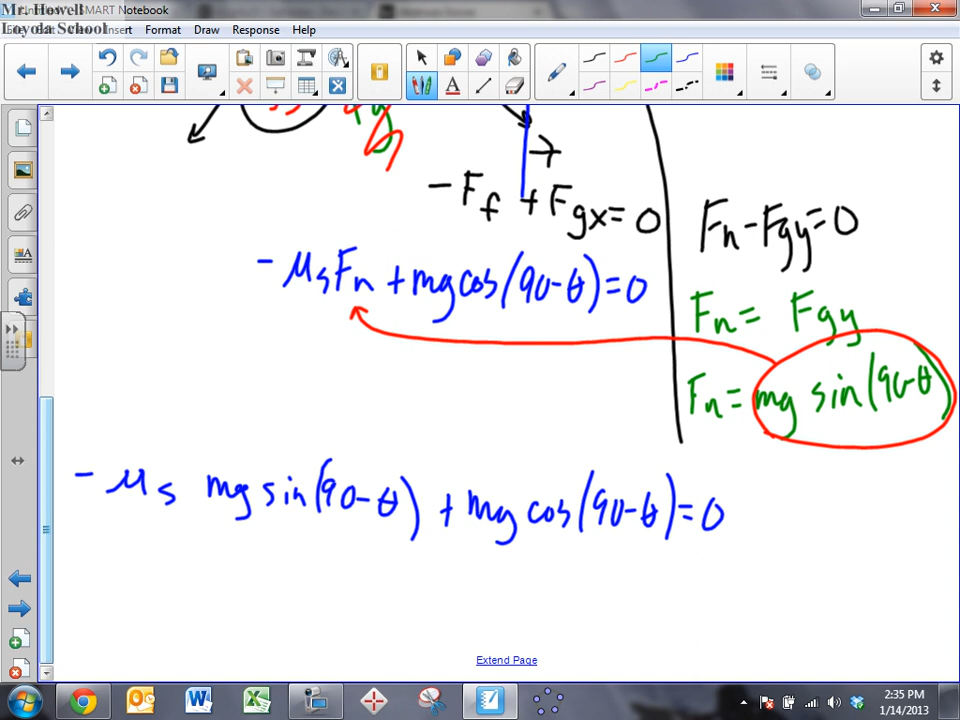 Mr. Howell SMART Notebook
Loyola School Insert Format Draw Response Help
+y
+
-Ff + Fgx = 0
Fn - Fgy = 0
-μsFn + mg cos(90-θ) = 0
Fn = Fgy
Fn = mg sin(90-θ)
-μs mg sin(90-θ) + mg cos(90-θ) = 0
Extend Page
2:35 PM
1/14/2013